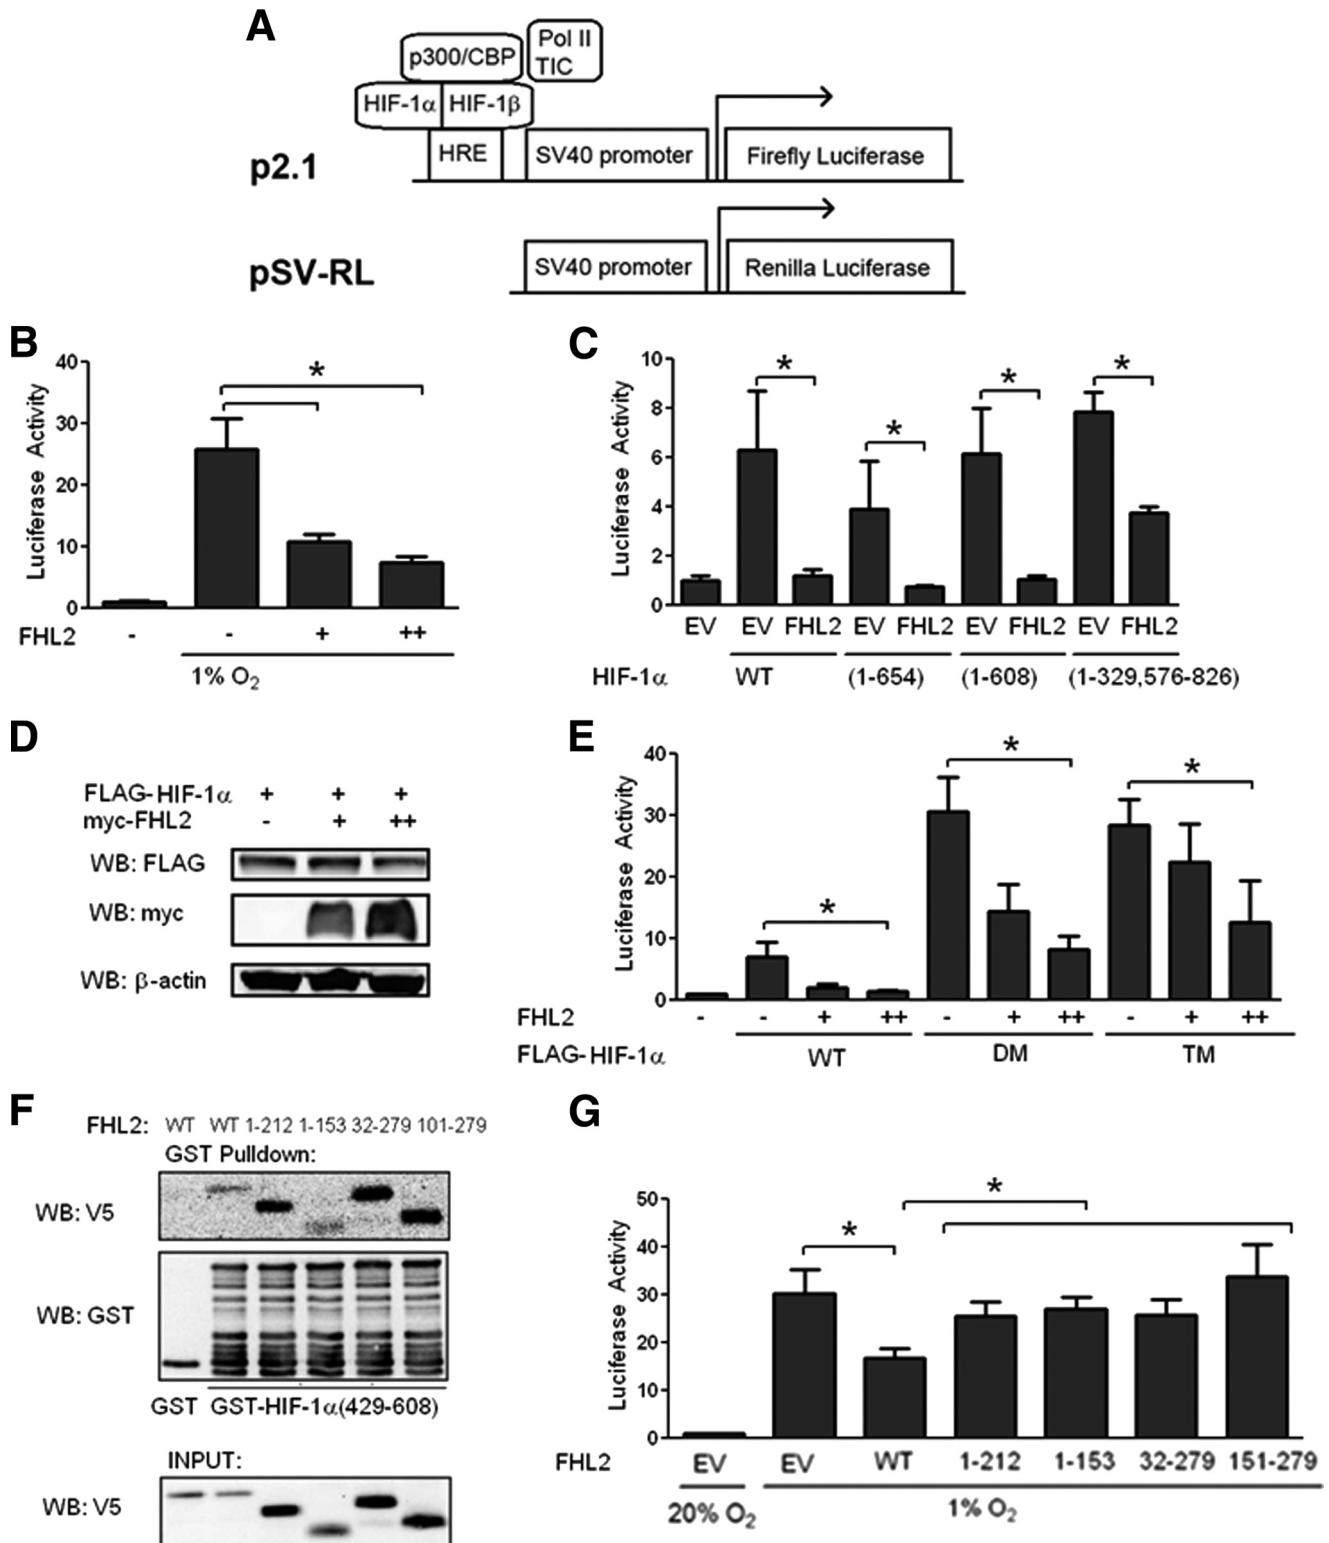 A
p300/CBP
Pol II
TIC
HIF-1α HIF-1β
HRE
SV40 promoter
Firefly Luciferase
p2.1
SV40 promoter
Renilla Luciferase
pSV-RL
B
Luciferase Activity
40
30
20
10
0
*
FHL2 - - + ++
1% O2
C
Luciferase Activity
10
8
6
4
2
0
* * * *
EV EV FHL2 EV FHL2 EV FHL2 EV FHL2
HIF-1α WT (1-654) (1-608) (1-329,576-826)
D
FLAG-HIF-1α + + +
myc-FHL2 - + ++
WB: FLAG
WB: myc
WB: β-actin
E
Luciferase Activity
40
30
20
10
0
* * *
FHL2 - - + ++ - + ++ - + ++
FLAG-HIF-1α WT DM TM
F
FHL2: WT WT 1-212 1-153 32-279 101-279
GST Pulldown:
WB: V5
WB: GST
GST GST-HIF-1α(429-608)
INPUT:
WB: V5
G
Luciferase Activity
50
40
30
20
10
0
* *
FHL2 EV EV WT 1-212 1-153 32-279 151-279
20% O2 1% O2